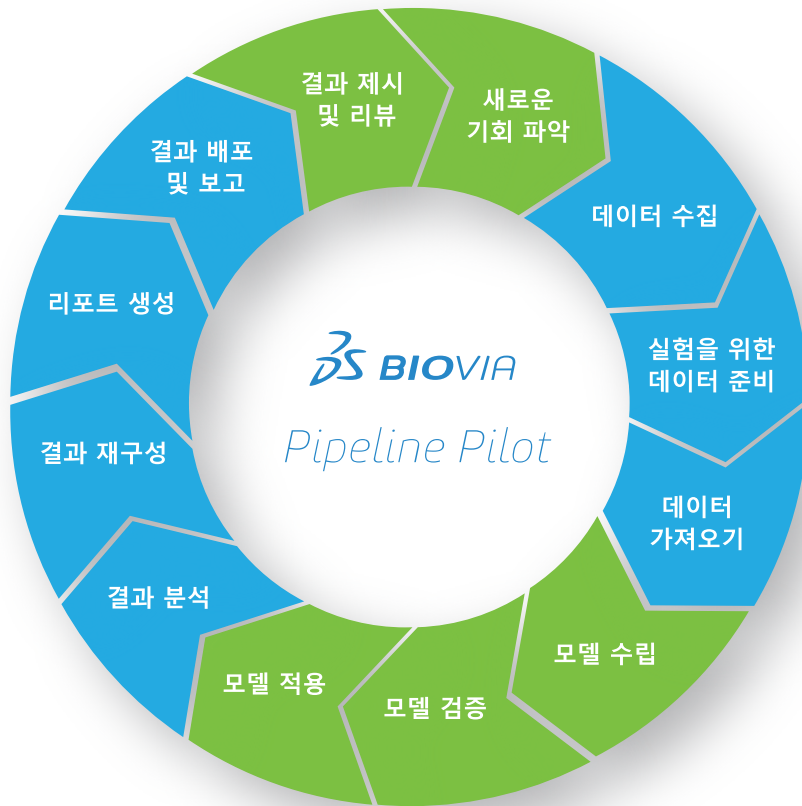 결과 제시
및 리뷰
새로운
기회 파악
데이터 수집
실험을 위한
데이터 준비
데이터
가져오기
모델 수립
모델 검증
모델 적용
결과 분석
결과 재구성
리포트 생성
결과 배포
및 보고
3S BIOVIA
Pipeline Pilot